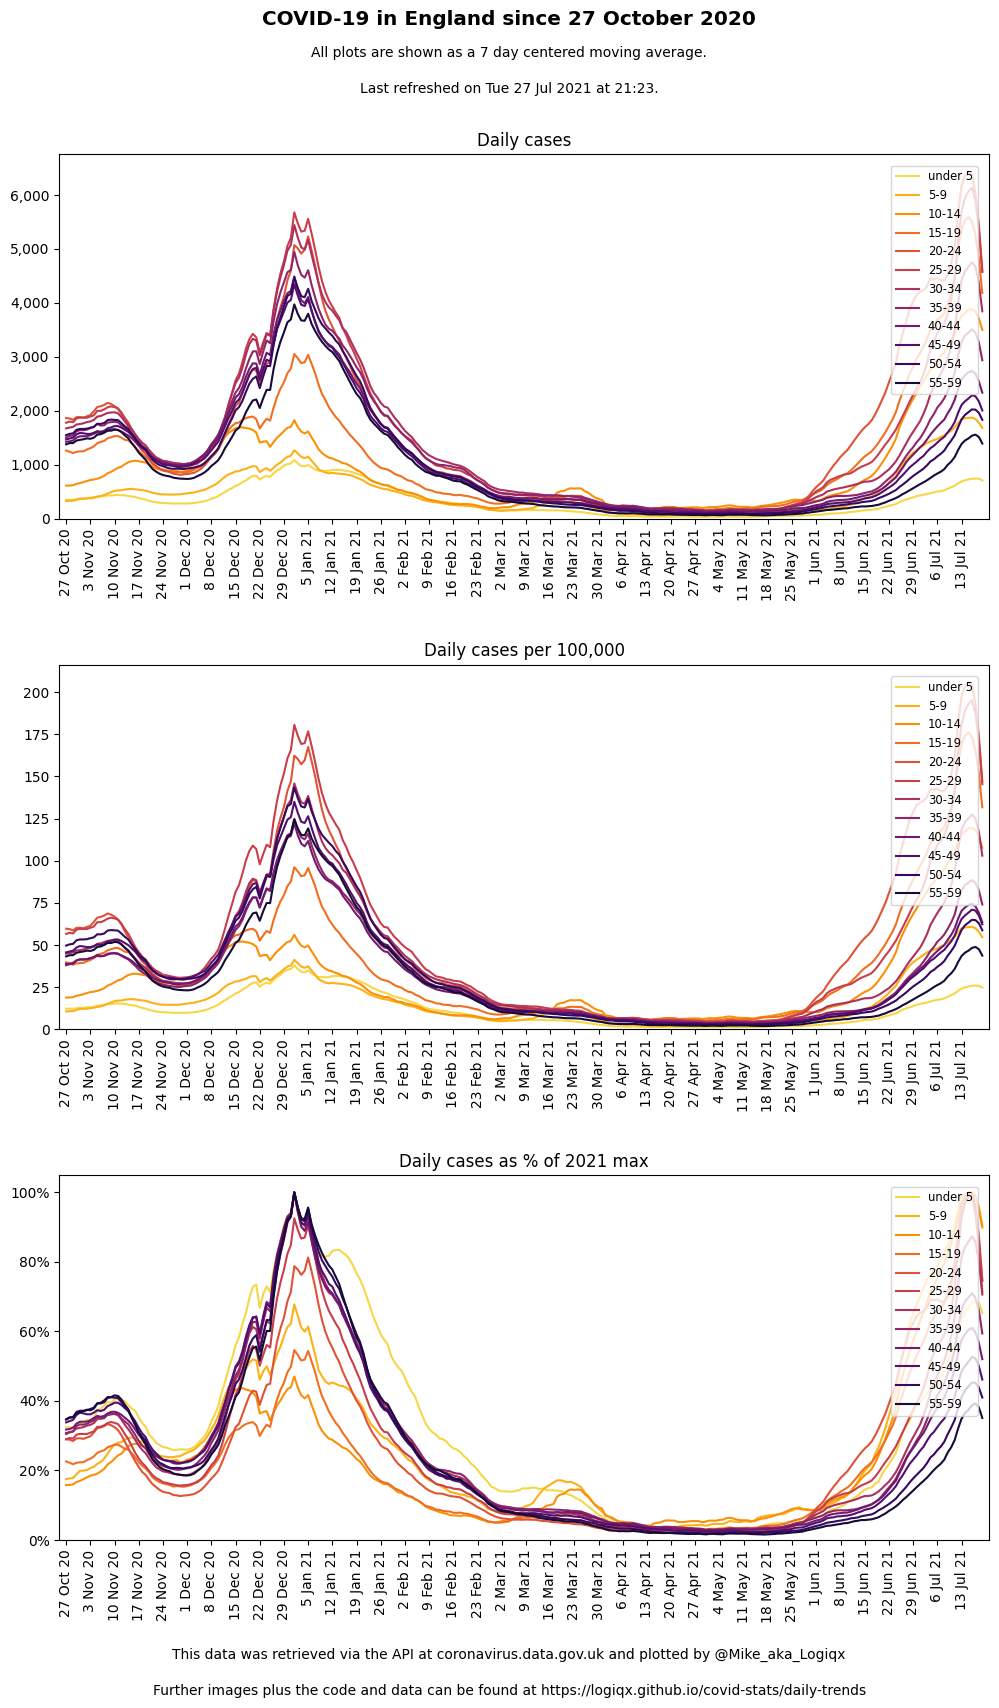 COVID-19 in England since 27 October 2020
All plots are shown as a 7 day centered moving average.
Last refreshed on Tue 27 Jul 2021 at 21:23.
Daily cases
6,000
5,000
4,000
3,000
2,000
1,000
0
under 5
5-9
10-14
15-19
20-24
25-29
30-34
35-39
40-44
45-49
50-54
55-59
27 Oct 20
3 Nov 20
10 Nov 20
17 Nov 20
24 Nov 20
1 Dec 20
8 Dec 20
15 Dec 20
22 Dec 20
29 Dec 20
5 Jan 21
12 Jan 21
19 Jan 21
26 Jan 21
2 Feb 21
9 Feb 21
16 Feb 21
23 Feb 21
2 Mar 21
9 Mar 21
16 Mar 21
23 Mar 21
30 Mar 21
6 Apr 21
13 Apr 21
20 Apr 21
27 Apr 21
4 May 21
11 May 21
18 May 21
25 May 21
1 Jun 21
8 Jun 21
15 Jun 21
22 Jun 21
29 Jun 21
6 Jul 21
13 Jul 21
Daily cases per 100,000
200
175
150
125
100
75
50
25
0
under 5
5-9
10-14
15-19
20-24
25-29
30-34
35-39
40-44
45-49
50-54
55-59
27 Oct 20
3 Nov 20
10 Nov 20
17 Nov 20
24 Nov 20
1 Dec 20
8 Dec 20
15 Dec 20
22 Dec 20
29 Dec 20
5 Jan 21
12 Jan 21
19 Jan 21
26 Jan 21
2 Feb 21
9 Feb 21
16 Feb 21
23 Feb 21
2 Mar 21
9 Mar 21
16 Mar 21
23 Mar 21
30 Mar 21
6 Apr 21
13 Apr 21
20 Apr 21
27 Apr 21
4 May 21
11 May 21
18 May 21
25 May 21
1 Jun 21
8 Jun 21
15 Jun 21
22 Jun 21
29 Jun 21
6 Jul 21
13 Jul 21
Daily cases as % of 2021 max
100%
80%
60%
40%
20%
0%
under 5
5-9
10-14
15-19
20-24
25-29
30-34
35-39
40-44
45-49
50-54
55-59
27 Oct 20
3 Nov 20
10 Nov 20
17 Nov 20
24 Nov 20
1 Dec 20
8 Dec 20
15 Dec 20
22 Dec 20
29 Dec 20
5 Jan 21
12 Jan 21
19 Jan 21
26 Jan 21
2 Feb 21
9 Feb 21
16 Feb 21
23 Feb 21
2 Mar 21
9 Mar 21
16 Mar 21
23 Mar 21
30 Mar 21
6 Apr 21
13 Apr 21
20 Apr 21
27 Apr 21
4 May 21
11 May 21
18 May 21
25 May 21
1 Jun 21
8 Jun 21
15 Jun 21
22 Jun 21
29 Jun 21
6 Jul 21
13 Jul 21
This data was retrieved via the API at coronavirus.data.gov.uk and plotted by @Mike_aka_Logiqx
Further images plus the code and data can be found at https://logiqx.github.io/covid-stats/daily-trends